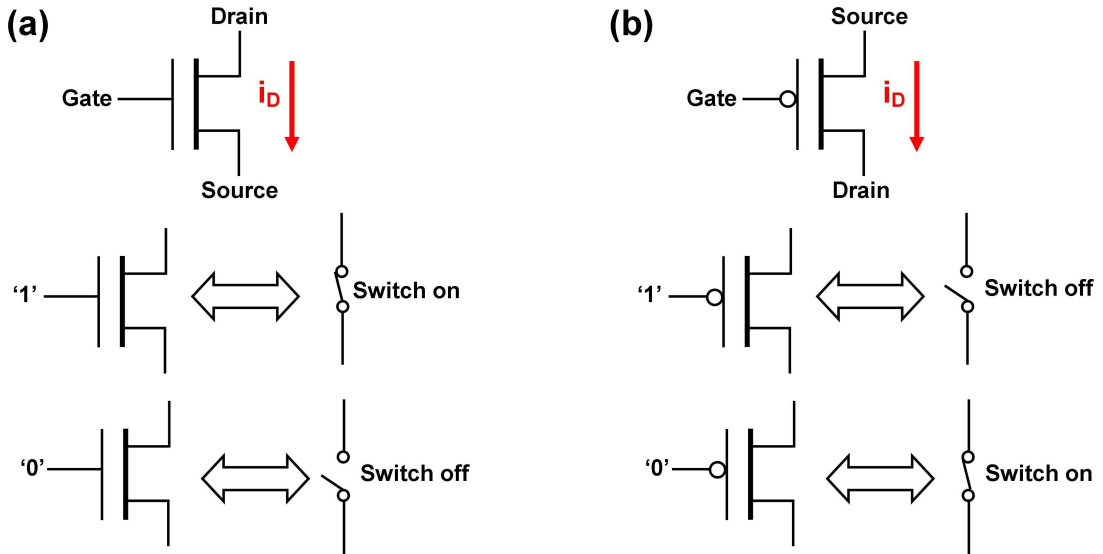 (a)
Drain
Gate
iD
Source
‘1’
Switch on
‘0’
Switch off
(b)
Source
Gate
iD
Drain
‘1’
Switch off
‘0’
Switch on